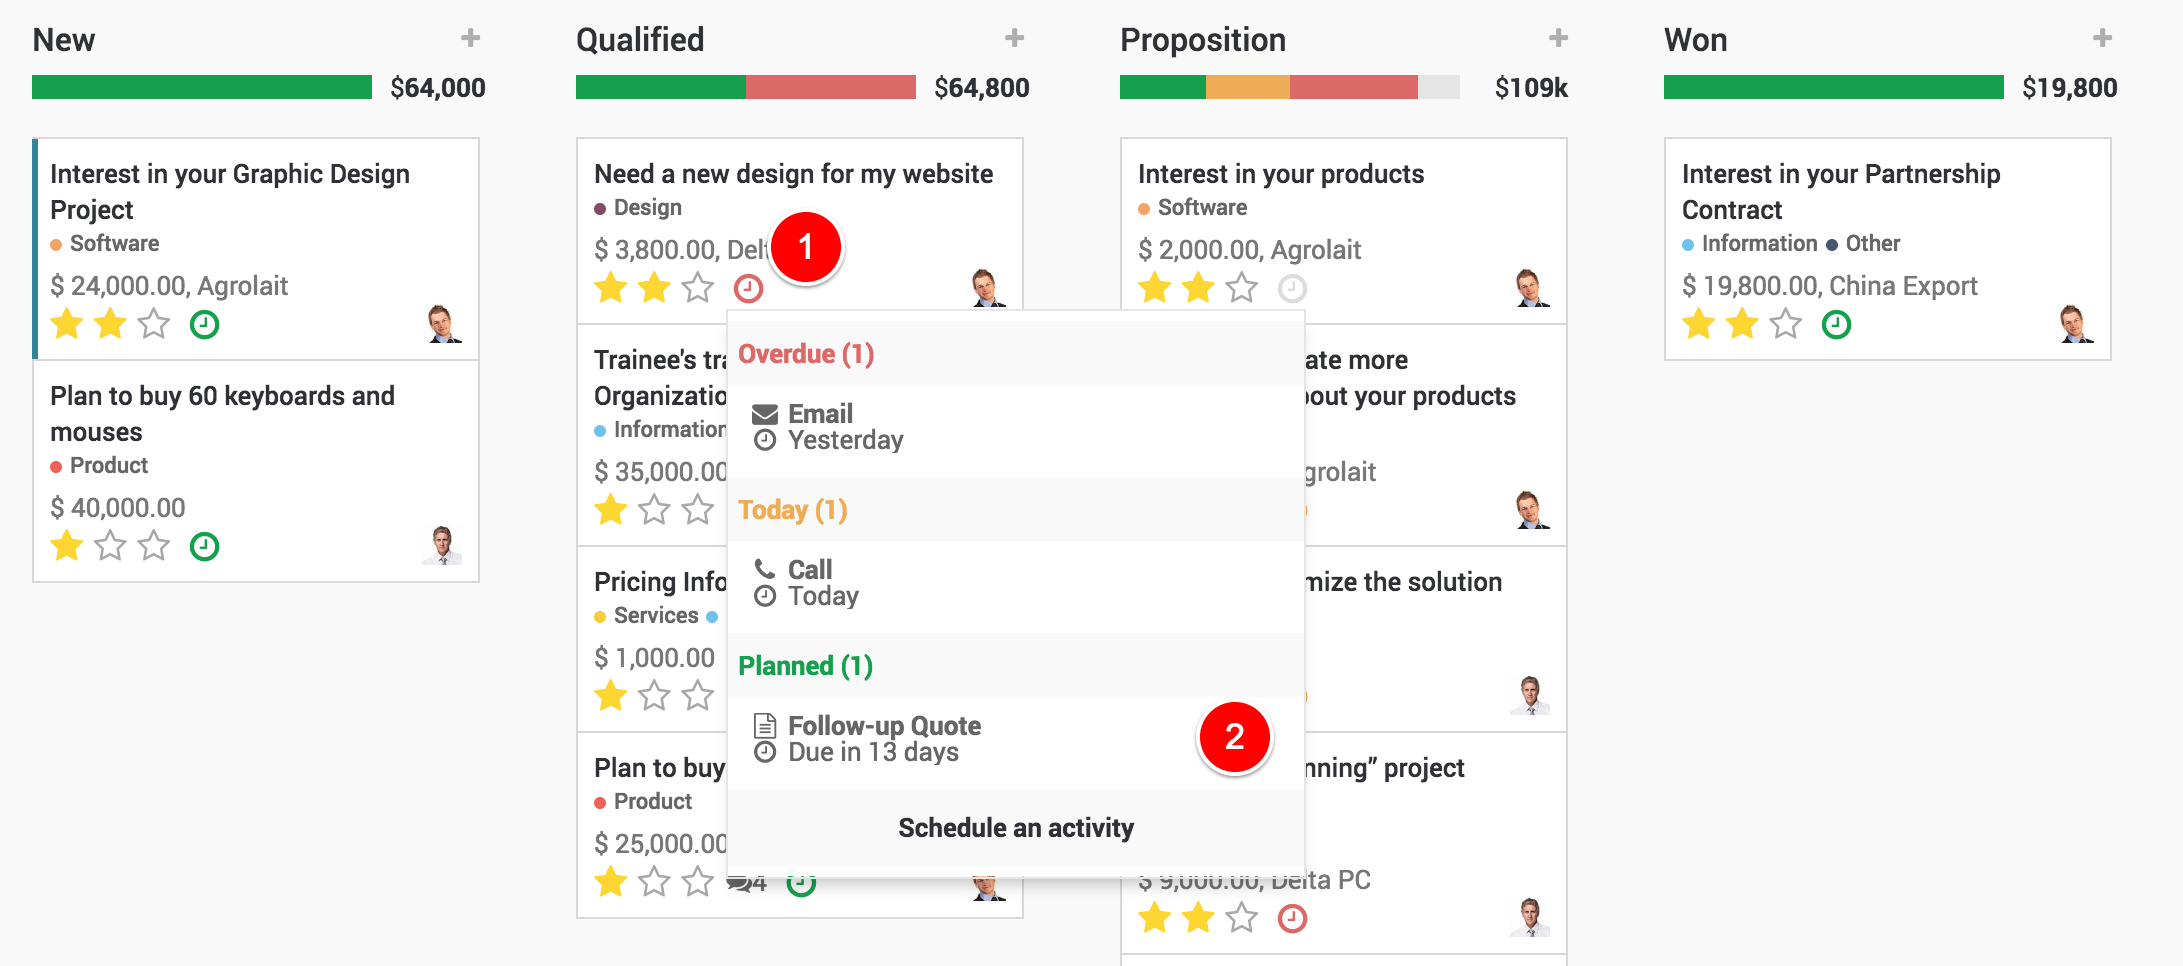 New
$64,000
Interest in your Graphic Design
Project
Software
$ 24,000.00, Agrolait
Plan to buy 60 keyboards and
mouses
Product
$ 40,000.00
Qualified
$64,800
Need a new design for my website
Design
$ 3,800.00, Delt
1
Trainee's tra
Organizatio
Information
$ 35,000.00
Pricing Info
Services
$ 1,000.00
Plan to buy
Product
$ 25,000.00
4
Overdue (1)
Email
Yesterday
Today (1)
Call
Today
Planned (1)
Follow-up Quote
Due in 13 days
2
Schedule an activity
Proposition
$109k
Interest in your products
Software
$ 2,000.00, Agrolait
ate more
bout your products
grolait
mize the solution
nning” project
$ 9,000.00, Delta PC
Won
$19,800
Interest in your Partnership
Contract
Information Other
$ 19,800.00, China Export